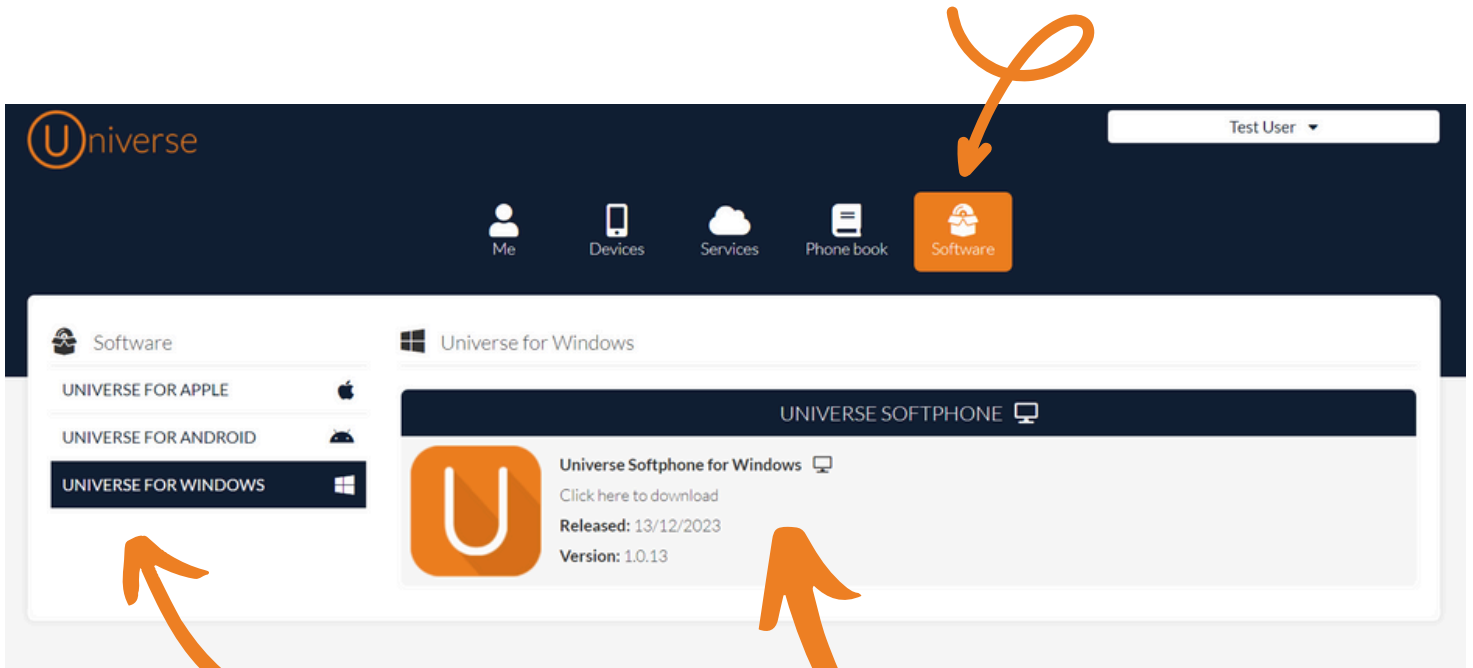 Universe
Test User
Me
Devices
Services
Phone book
Software
Software
UNIVERSE FOR APPLE
UNIVERSE FOR ANDROID
UNIVERSE FOR WINDOWS
Universe for Windows
UNIVERSE SOFTPHONE
U
Universe Softphone for Windows
Click here to download
Released: 13/12/2023
Version: 1.0.13